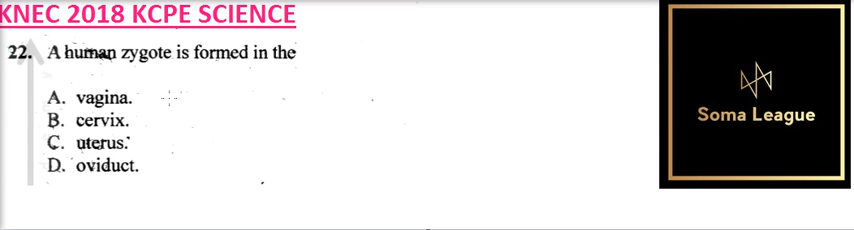 KNEC 2018 KCPE SCIENCE
22. A human zygote is formed in the
A. vagina.
B. cervix.
C. uterus.
D. oviduct.
Soma League